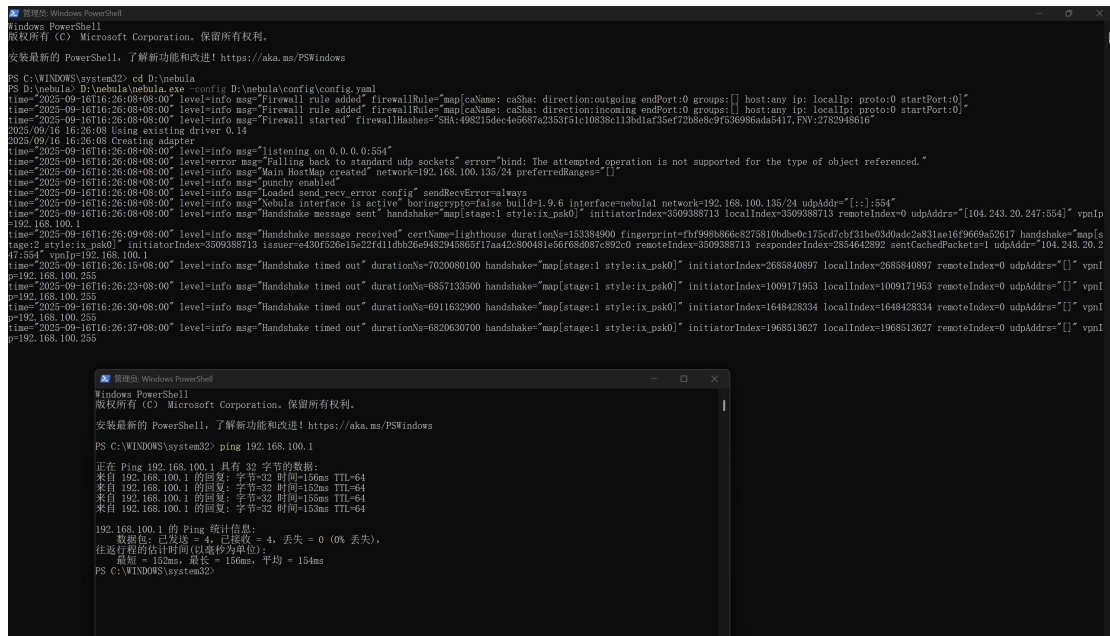 管理员: Windows PowerShell
Windows PowerShell
版权所有 (C) Microsoft Corporation。保留所有权利。
安装最新的 PowerShell，了解新功能和改进！https://aka.ms/PSWindows
PS C:\WINDOWS\system32> cd D:\nebula
PS D:\nebula> D:\nebula\nebula.exe -config D:\nebula\config\config.yaml
time="2025-09-16T16:26:08+08:00" level=info msg="Firewall rule added" firewallRule="map[caName: caSha: direction:outgoing endPort:0 groups:[] host:any ip: localIp: proto:0 startPort:0]"
time="2025-09-16T16:26:08+08:00" level=info msg="Firewall rule added" firewallRule="map[caName: caSha: direction:incoming endPort:0 groups:[] host:any ip: localIp: proto:0 startPort:0]"
time="2025-09-16T16:26:08+08:00" level=info msg="Firewall started" firewallHashes="SHA:498215dec4e5687a2353f51c10838c113bd1af35ef72b8e8c9f536986ada5417,FNV:2782948616"
2025/09/16 16:26:08 Using existing driver 0.14
2025/09/16 16:26:08 Creating adapter
time="2025-09-16T16:26:08+08:00" level=info msg="listening on 0.0.0.0:554"
time="2025-09-16T16:26:08+08:00" level=error msg="Falling back to standard udp sockets" error="bind: The attempted operation is not supported for the type of object referenced."
time="2025-09-16T16:26:08+08:00" level=info msg="Main HostMap created" network=192.168.100.135/24 preferredRanges="[]"
time="2025-09-16T16:26:08+08:00" level=info msg="punchy enabled"
time="2025-09-16T16:26:08+08:00" level=info msg="Loaded send_recv_error config" sendRecvError=always
time="2025-09-16T16:26:08+08:00" level=info msg="Nebula interface is active" boringcrypto=false build=1.9.6 interface=nebula1 network=192.168.100.135/24 udpAddr="[::]:554"
time="2025-09-16T16:26:08+08:00" level=info msg="Handshake message sent" handshake="map[stage:1 style:ix_psk0]" initiatorIndex=3509388713 localIndex=3509388713 remoteIndex=0 udpAddrs="[104.243.20.247:554]" vpnIp
=192.168.100.1
time="2025-09-16T16:26:09+08:00" level=info msg="Handshake message received" certName=lighthouse durationNs=153384900 fingerprint=fbf998b866c8275810bdbe0c175cd7cbf31be03d0adc2a831ae16f9669a52617 handshake="map[s
tage:2 style:ix_psk0]" initiatorIndex=3509388713 issuer=e430f526e15e22fd11dbb26e9482945865f17aa42c800481e56f68d087c892c0 remoteIndex=3509388713 responderIndex=2854642892 sentCachedPackets=1 udpAddr="104.243.20.2
47:554" vpnIp=192.168.100.1
time="2025-09-16T16:26:15+08:00" level=info msg="Handshake timed out" durationNs=7020080100 handshake="map[stage:1 style:ix_psk0]" initiatorIndex=2685840897 localIndex=2685840897 remoteIndex=0 udpAddrs="[]" vpnI
p=192.168.100.255
time="2025-09-16T16:26:23+08:00" level=info msg="Handshake timed out" durationNs=6857133500 handshake="map[stage:1 style:ix_psk0]" initiatorIndex=1009171953 localIndex=1009171953 remoteIndex=0 udpAddrs="[]" vpnI
p=192.168.100.255
time="2025-09-16T16:26:30+08:00" level=info msg="Handshake timed out" durationNs=6911632900 handshake="map[stage:1 style:ix_psk0]" initiatorIndex=1648428334 localIndex=1648428334 remoteIndex=0 udpAddrs="[]" vpnI
p=192.168.100.255
time="2025-09-16T16:26:37+08:00" level=info msg="Handshake timed out" durationNs=6820630700 handshake="map[stage:1 style:ix_psk0]" initiatorIndex=1968513627 localIndex=1968513627 remoteIndex=0 udpAddrs="[]" vpnI
p=192.168.100.255
管理员: Windows PowerShell
Windows PowerShell
版权所有 (C) Microsoft Corporation。保留所有权利。
安装最新的 PowerShell，了解新功能和改进！https://aka.ms/PSWindows
PS C:\WINDOWS\system32> ping 192.168.100.1
正在 Ping 192.168.100.1 具有 32 字节的数据:
来自 192.168.100.1 的回复: 字节=32 时间=156ms TTL=64
来自 192.168.100.1 的回复: 字节=32 时间=152ms TTL=64
来自 192.168.100.1 的回复: 字节=32 时间=155ms TTL=64
来自 192.168.100.1 的回复: 字节=32 时间=153ms TTL=64
192.168.100.1 的 Ping 统计信息:
数据包: 已发送 = 4，已接收 = 4，丢失 = 0 (0% 丢失)，
往返行程的估计时间(以毫秒为单位):
最短 = 152ms，最长 = 156ms，平均 = 154ms
PS C:\WINDOWS\system32>